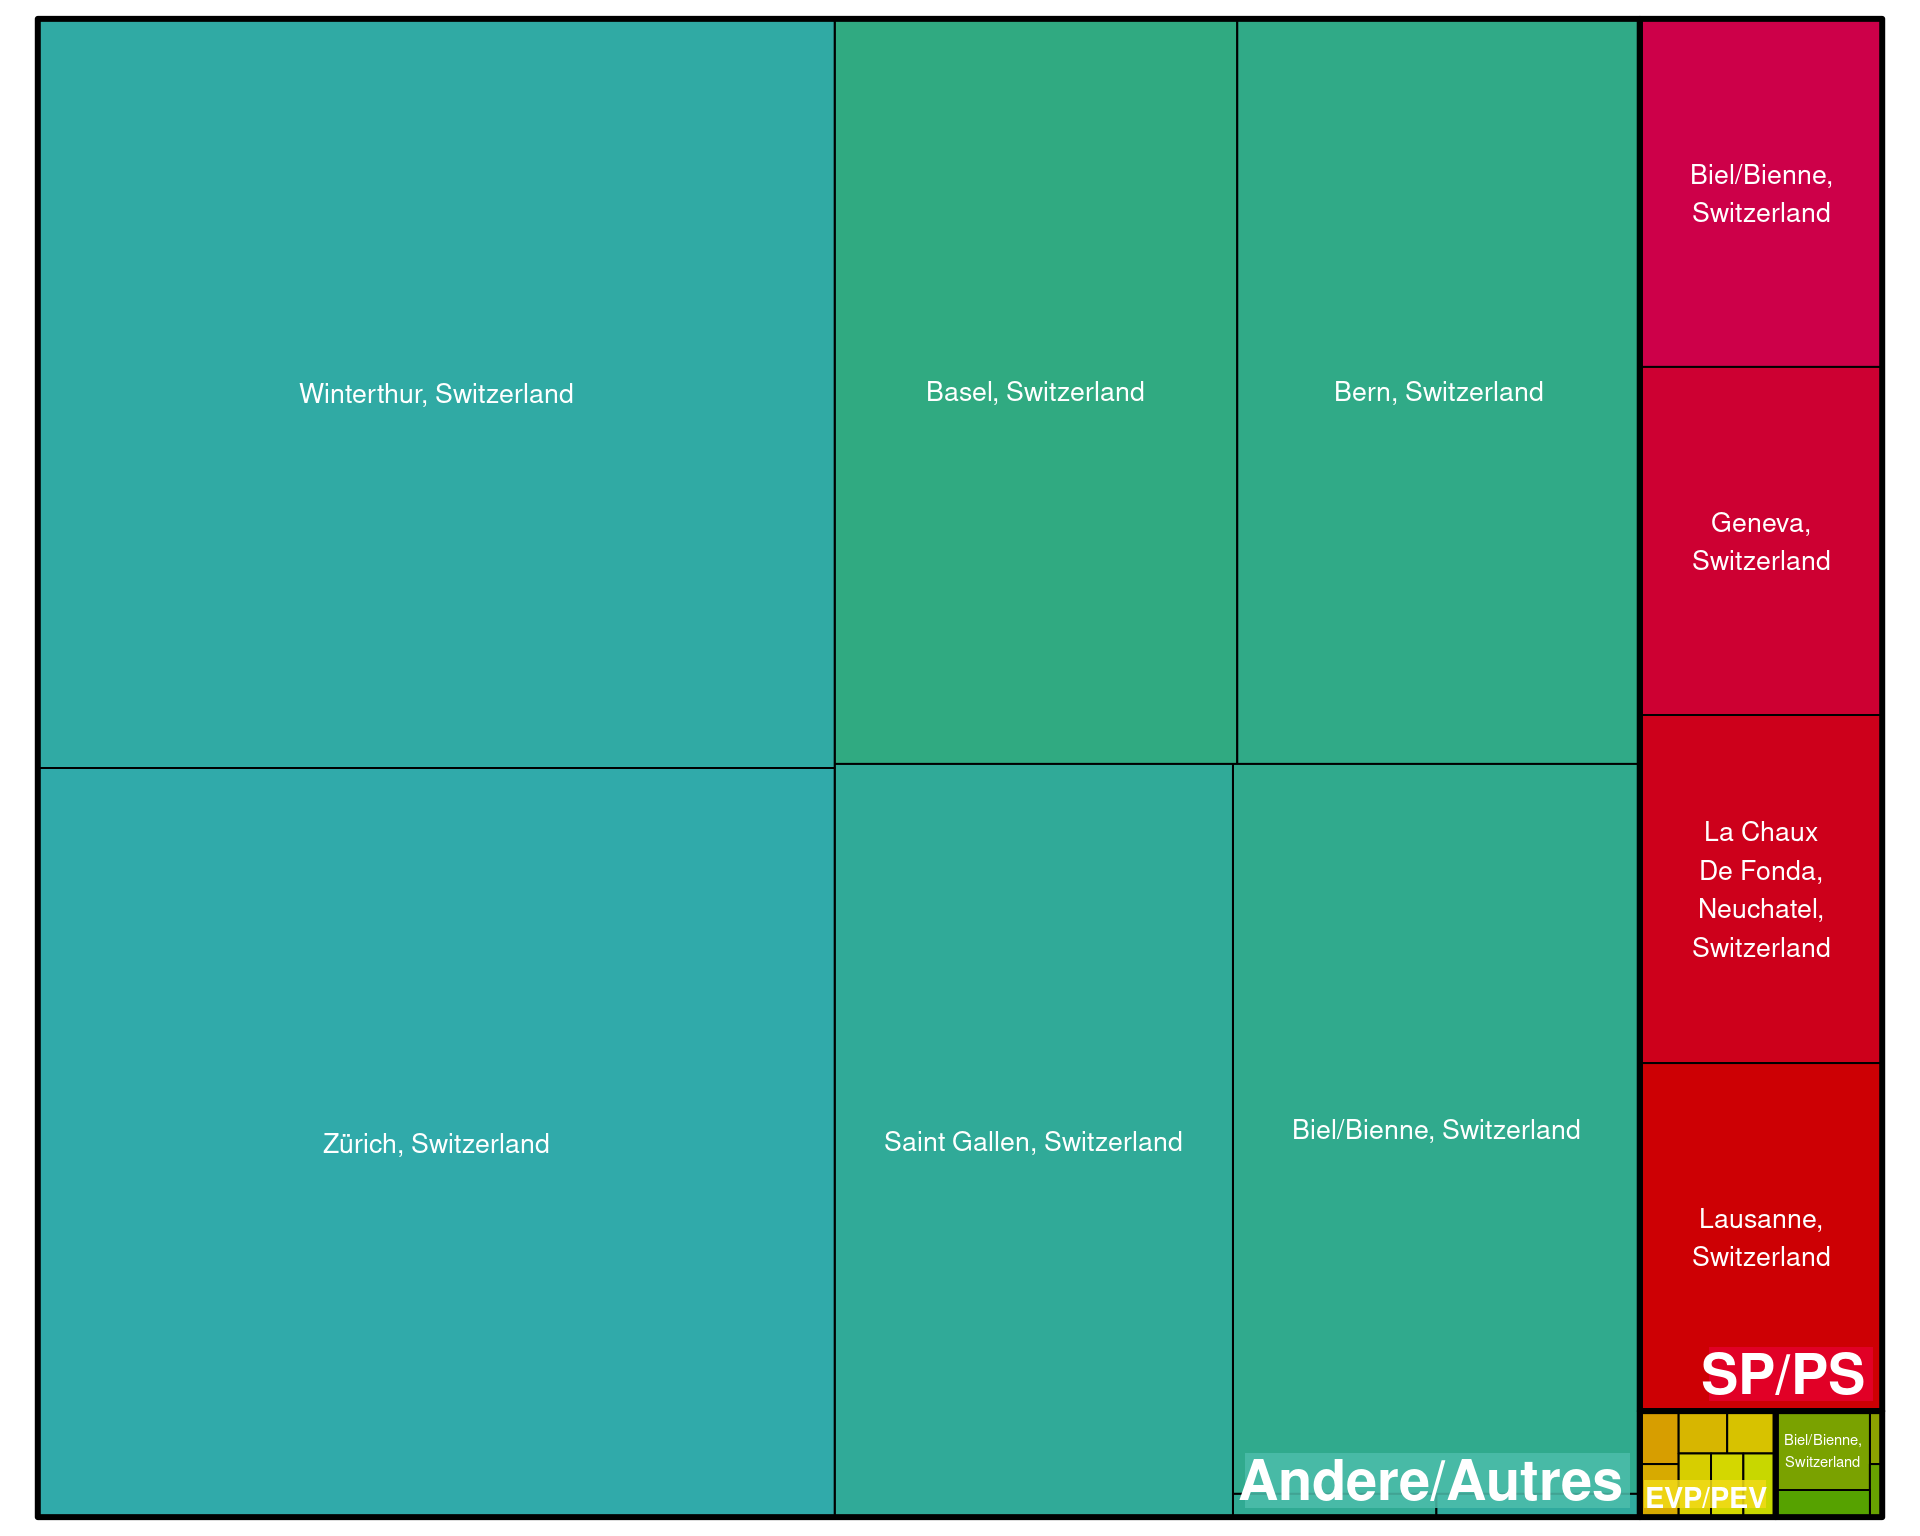 Winterthur, Switzerland
Basel, Switzerland
Bern, Switzerland
Biel/Bienne,
Switzerland
Geneva,
Switzerland
La Chaux
De Fonda,
Neuchatel,
Switzerland
Zürich, Switzerland
Saint Gallen, Switzerland
Biel/Bienne, Switzerland
Lausanne,
Switzerland
SP/PS
Andere/Autres
EVP/PEV
Biel/Bienne,
Switzerland